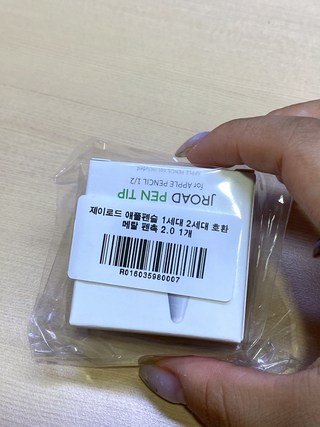 제이로드 애플펜슬 1세대 2세대 호환
메탈 펜촉 2.0 1개
R016035980007
JROAD PEN TIP
for APPLE PENCIL 1/2